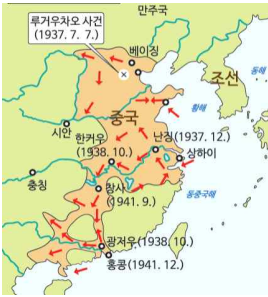 만주국
루거우차오 사건
(1937. 7. 7.)
베이징
조선
동해
황해
중국
시안
한커우
(1938. 10.)
난징(1937. 12.)
상하이
충칭
창사
(1941. 9.)
동중국해
광저우(1938. 10.)
홍콩(1941. 12.)